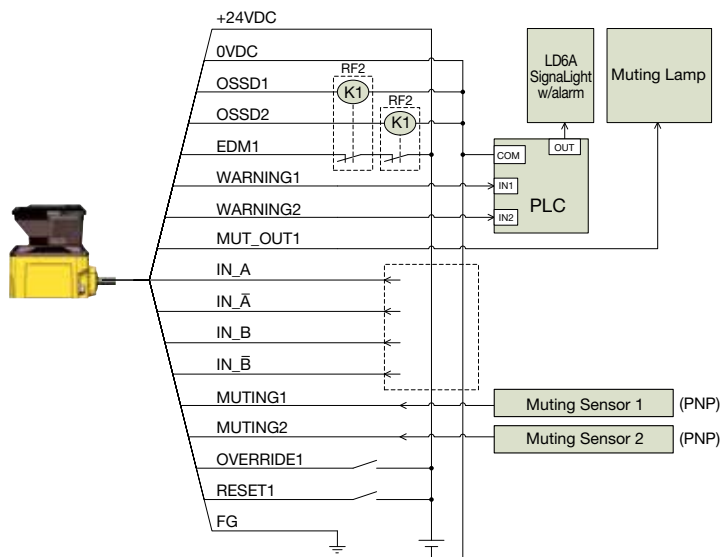 +24VDC
0VDC
OSSD1
RF2
K1
OSSD2
RF2
K1
EDM1
WARNING1
WARNING2
MUT_OUT1
IN_A
IN_A̅
IN_B
IN_B̅
MUTING1
MUTING2
OVERRIDE1
RESET1
FG
LD6A
SignaLight
w/alarm
Muting Lamp
COM
OUT
IN1
IN2
PLC
Muting Sensor 1 (PNP)
Muting Sensor 2 (PNP)